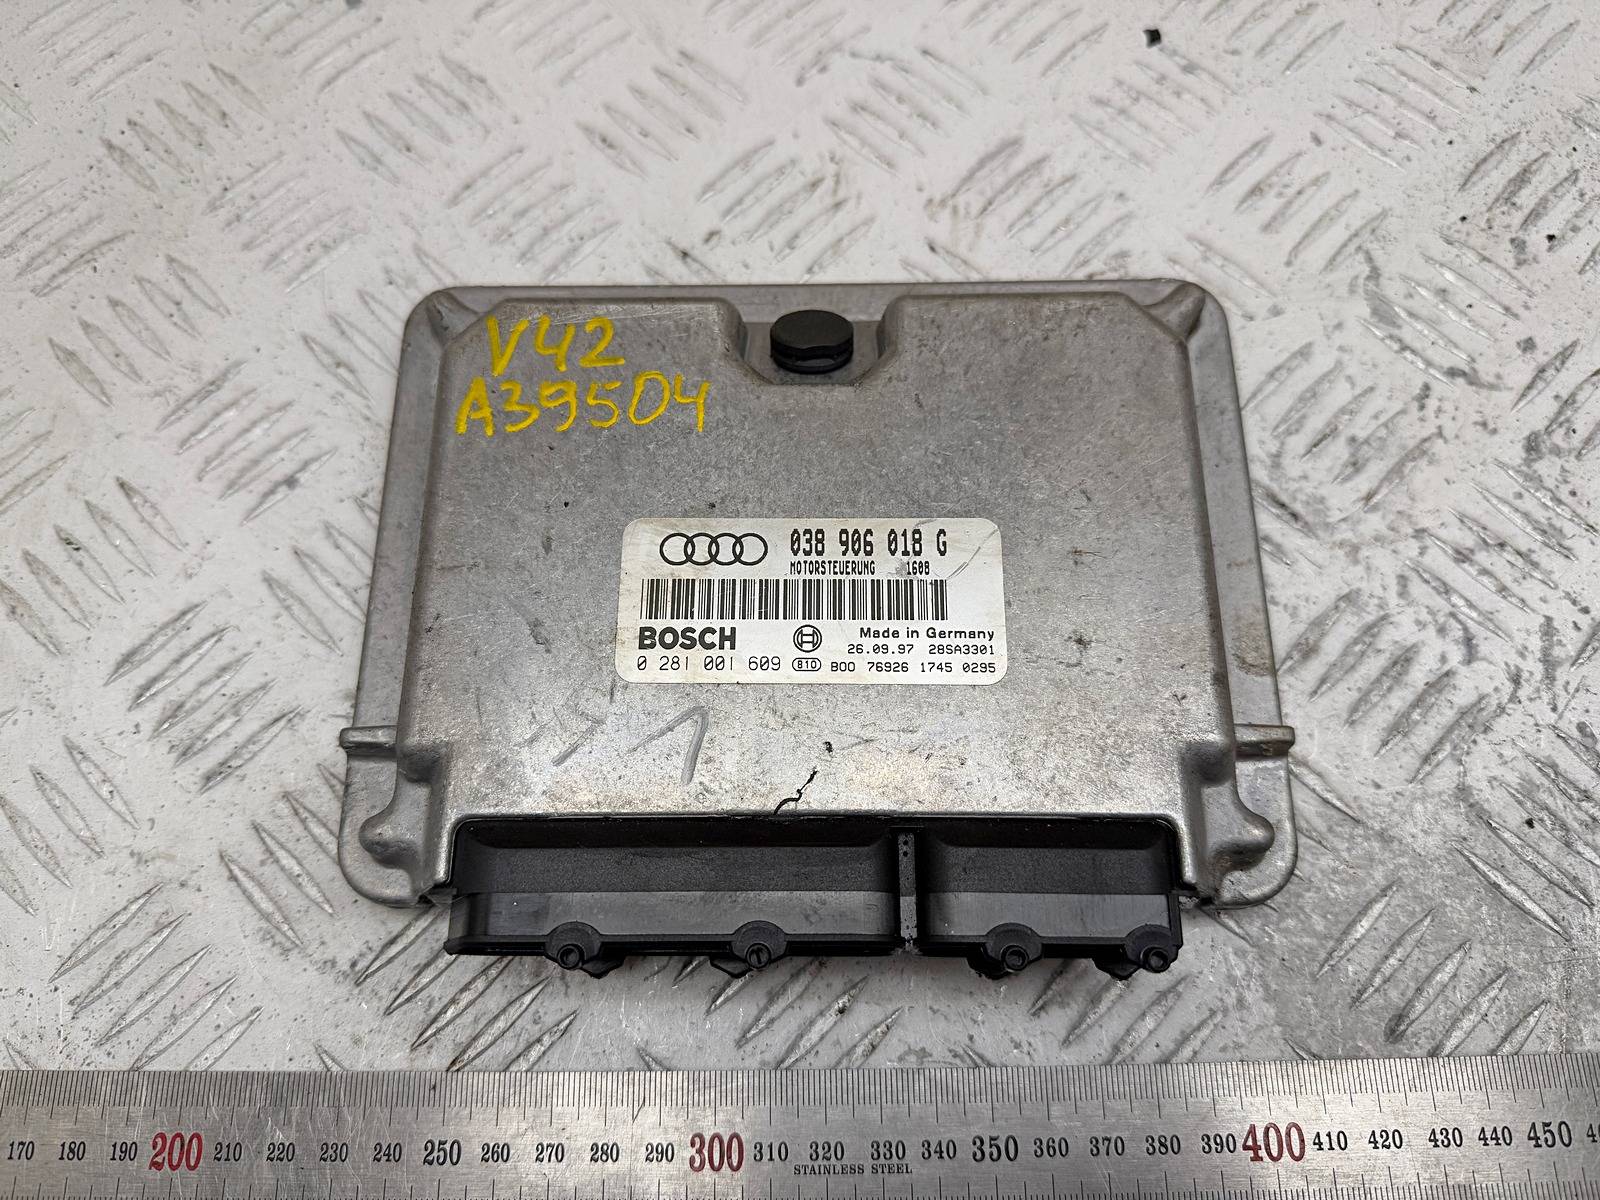 V42
A39504
038 906 018 G
MOTORSTEUERUNG 1608
BOSCH
Made in Germany
26.09.97 28SA3301
0 281 001 609 810 B00 76926 1745 0295
1
170 180 190 200 210 220 230 240 250 260 270 280 290 300 310 320 330 340 350 360 370 380 390 400 410 420 430 440 450
STAINLESS STEEL